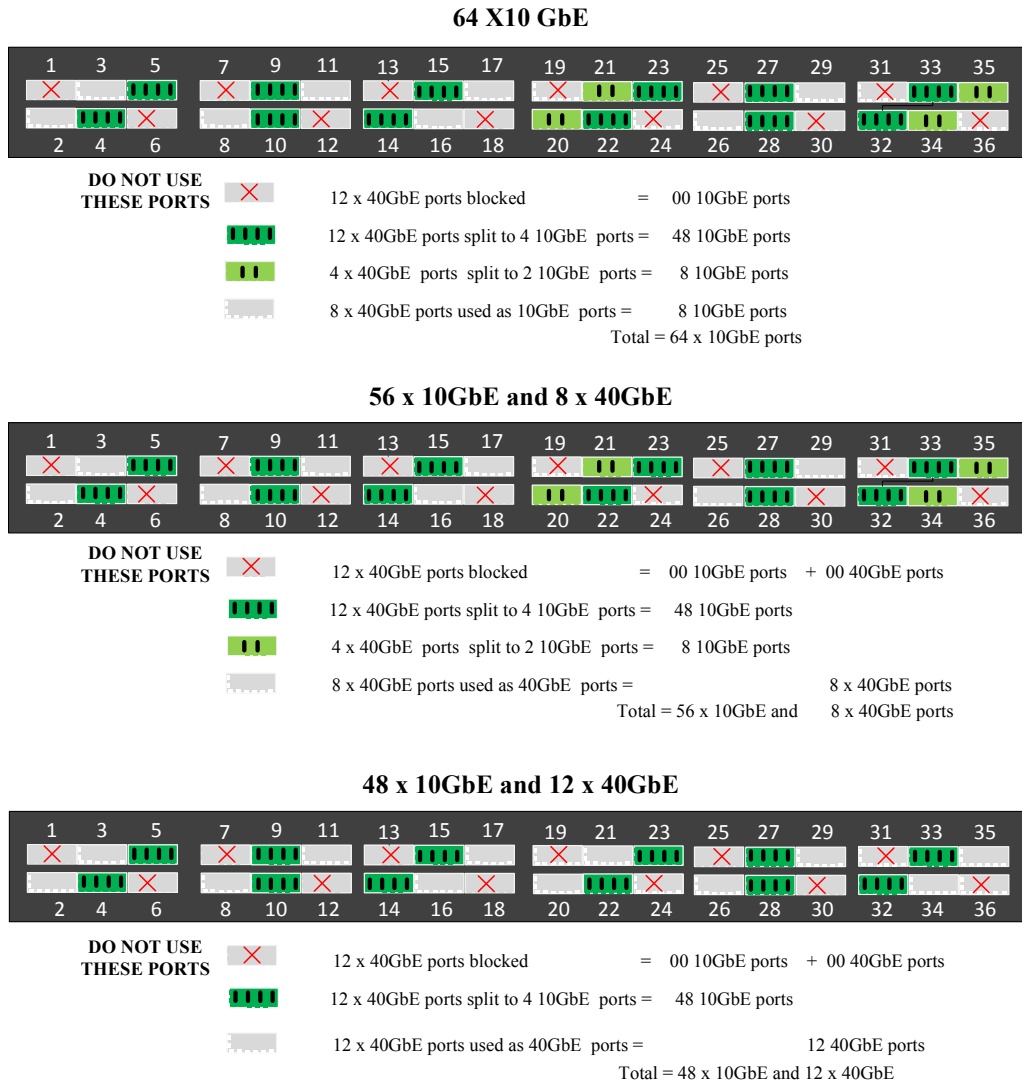 64 X10 GbE
1 3 5 7 9 11 13 15 17 19 21 23 25 27 29 31 33 35
2 4 6 8 10 12 14 16 18 20 22 24 26 28 30 32 34 36
DO NOT USE
THESE PORTS
12 x 40GbE ports blocked = 00 10GbE ports
12 x 40GbE ports split to 4 10GbE ports = 48 10GbE ports
4 x 40GbE ports split to 2 10GbE ports = 8 10GbE ports
8 x 40GbE ports used as 10GbE ports = 8 10GbE ports
Total = 64 x 10GbE ports
56 x 10GbE and 8 x 40GbE
1 3 5 7 9 11 13 15 17 19 21 23 25 27 29 31 33 35
2 4 6 8 10 12 14 16 18 20 22 24 26 28 30 32 34 36
DO NOT USE
THESE PORTS
12 x 40GbE ports blocked = 00 10GbE ports + 00 40GbE ports
12 x 40GbE ports split to 4 10GbE ports = 48 10GbE ports
4 x 40GbE ports split to 2 10GbE ports = 8 10GbE ports
8 x 40GbE ports used as 40GbE ports = 8 x 40GbE ports
Total = 56 x 10GbE and 8 x 40GbE ports
48 x 10GbE and 12 x 40GbE
1 3 5 7 9 11 13 15 17 19 21 23 25 27 29 31 33 35
2 4 6 8 10 12 14 16 18 20 22 24 26 28 30 32 34 36
DO NOT USE
THESE PORTS
12 x 40GbE ports blocked = 00 10GbE ports + 00 40GbE ports
12 x 40GbE ports split to 4 10GbE ports = 48 10GbE ports
12 x 40GbE ports used as 40GbE ports = 12 40GbE ports
Total = 48 x 10GbE and 12 x 40GbE